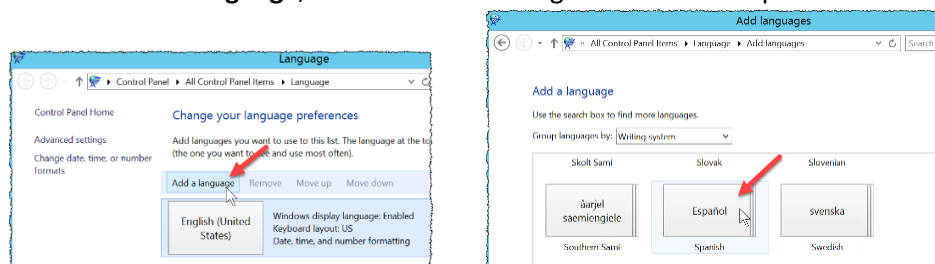 Language
Control Panel ▸ All Control Panel Items ▸ Language
Control Panel Home
Advanced settings
Change date, time, or number
formats
Change your language preferences
Add languages you want to use to this list. The language at the to
(the one you want to see and use most often).
Add a language Remove Move up Move down
English (United
States)
Windows display language: Enabled
Keyboard layout: US
Date, time, and number formatting
Add languages
« All Control Panel Items ▸ Language ▸ Add languages
Search
Add a language
Use the search box to find more languages.
Group languages by: Writing system
Skolt Sami Slovak Slovenian
åarjel
saemiengiele
Español
svenska
Southern Sami Spanish Swedish